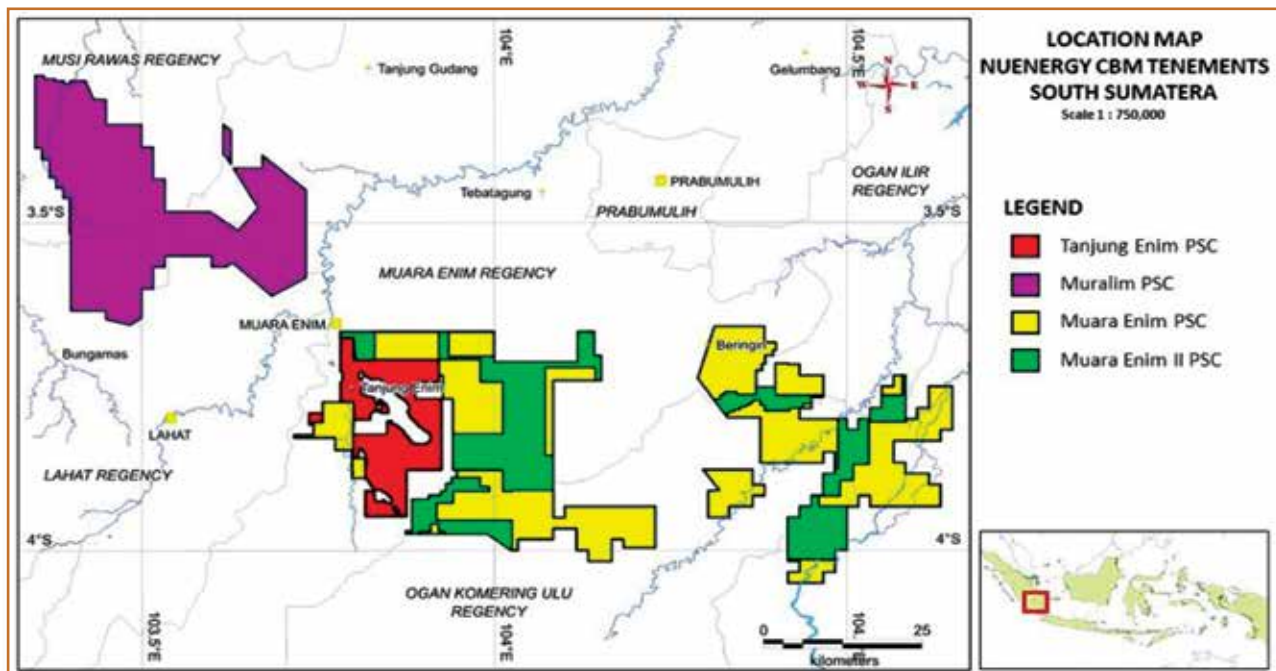 LOCATION MAP
NUENERGY CBM TENEMENTS
SOUTH SUMATERA
Scale 1 : 750,000
LEGEND
Tanjung Enim PSC
Muralim PSC
Muara Enim PSC
Muara Enim II PSC
MUSI RAWAS REGENCY
Tanjung Gudang
104°E
Gelumbang
104.5°E
N
W
E
S
Tebatagung
PRABUMULIH
OGAN ILIR
REGENCY
PRABUMULIH
3.5°S
3.5°S
MUARA ENIM REGENCY
MUARA ENIM
Bungamas
Beringin
Tanjung Enim
LAHAT
LAHAT REGENCY
4°S
4°S
OGAN KOMERING ULU
REGENCY
103.5°E
104°E
0
25
kilometers